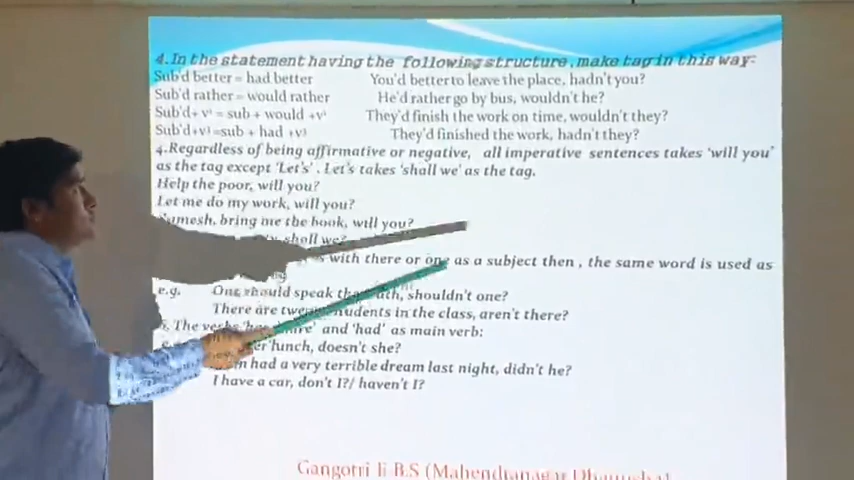 4.In the statement having the following structure ,make tag in this way:
Sub'd better = had better You'd better to leave the place, hadn't you?
Sub'd rather = would rather He'd rather go by bus, wouldn't he?
Sub'd+ v¹ = sub + would +v¹ They'd finish the work on time, wouldn't they?
Sub'd+v³ =sub + had +v³ They'd finished the work, hadn't they?
4.Regardless of being affirmative or negative, all imperative sentences takes 'will you'
as the tag except 'Let's' . Let's takes 'shall we' as the tag.
Help the poor, will you?
Let me do my work, will you?
bring me the book, will you?
shall we?
with there or one as a subject then , the same word is used as
e.g. One should speak the shouldn't one?
There are students in the class, aren't there?
The and 'had' as main verb:
lunch, doesn't she?
had a very terrible dream last night, didn't he?
I have a car, don't I?/ haven't I?
Gangotri B.S (Mahendranagar